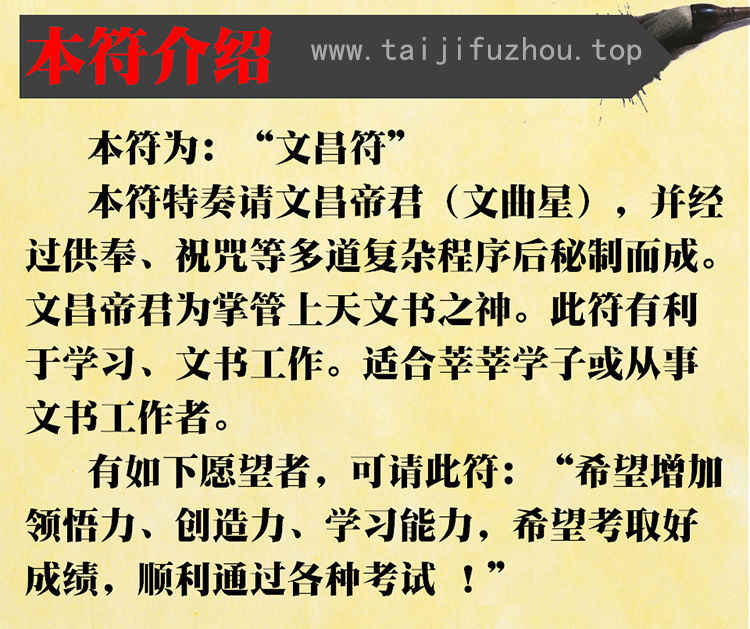 本符介绍 www.taijifuzhou.top
本符为：“文昌符”
本符特奏请文昌帝君（文曲星），并经
过供奉、祝咒等多道复杂程序后秘制而成。
文昌帝君为掌管上天文书之神。此符有利
于学习、文书工作。适合莘莘学子或从事
文书工作者。
有如下愿望者，可请此符：“希望增加
领悟力、创造力、学习能力，希望考取好
成绩，顺利通过各种考试 ！”